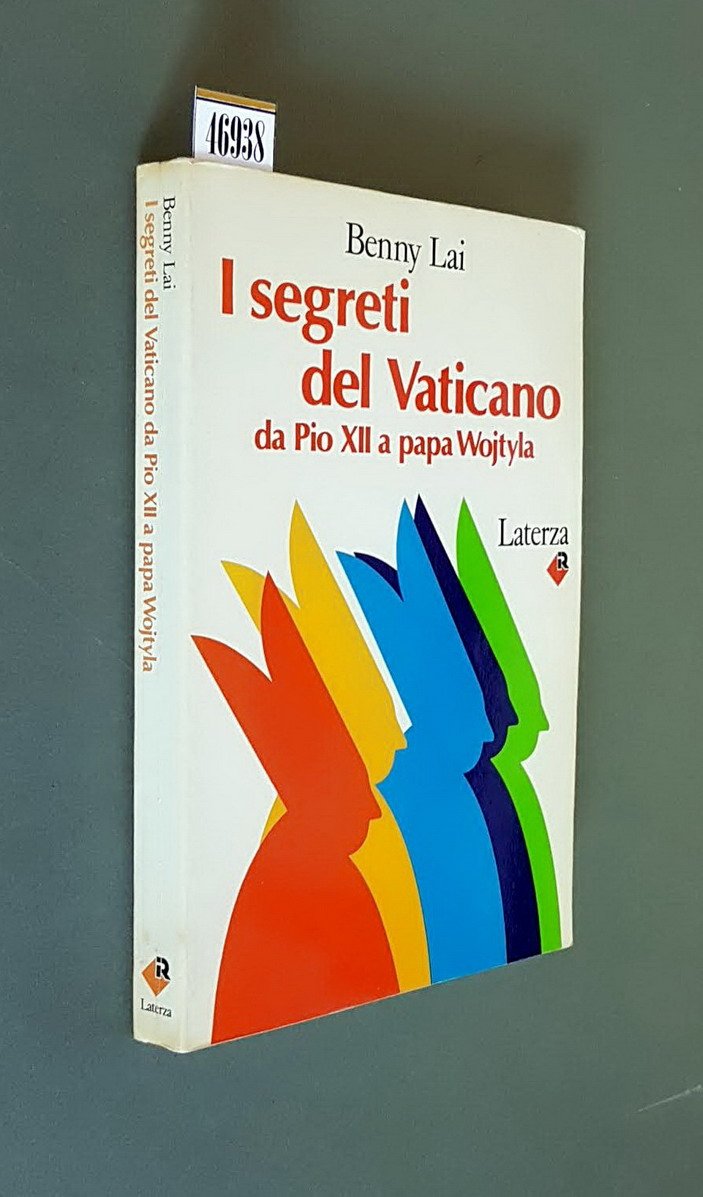 46938
Benny Lai
I segreti
del Vaticano
da Pio XII a papa Wojtyla
Laterza
Benny Lai
I segreti del Vaticano da Pio XII a papa Wojtyla
Laterza